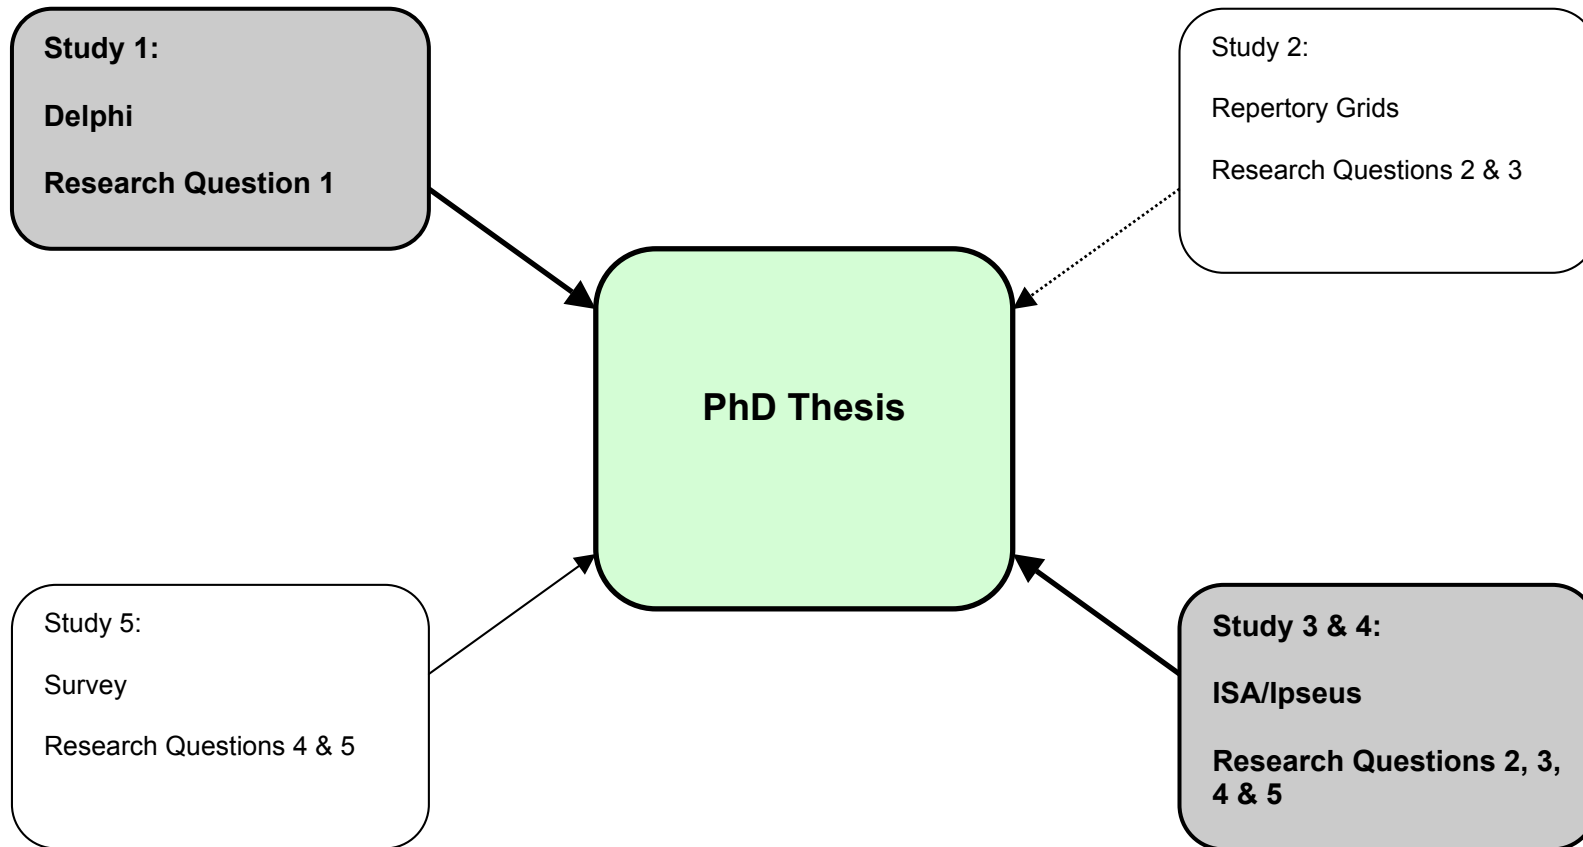 Study 1:
Delphi
Research Question 1
Study 2:
Repertory Grids
Research Questions 2 & 3
PhD Thesis
Study 5:
Survey
Research Questions 4 & 5
Study 3 & 4:
ISA/Ipseus
Research Questions 2, 3,
4 & 5